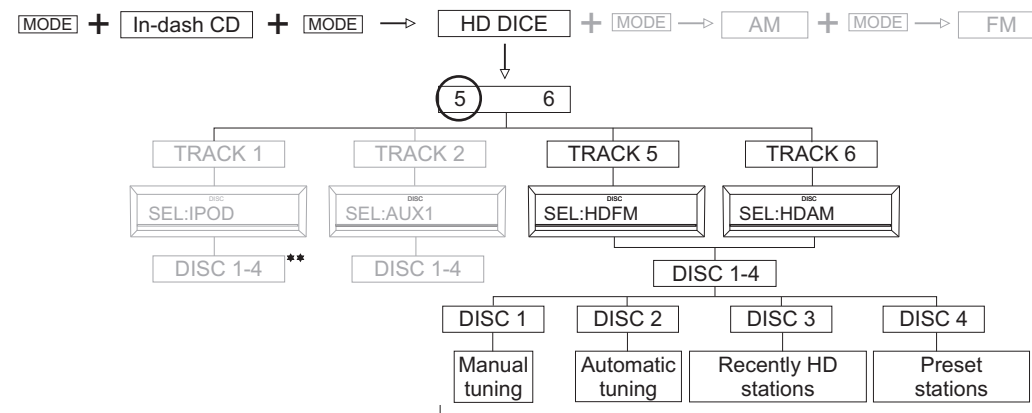 MODE + In-dash CD + MODE HD DICE + MODE AM + MODE FM
5 6
TRACK 1 TRACK 2 TRACK 5 TRACK 6
DISC DISC DISC DISC
SEL:IPOD SEL:AUX1 SEL:HDFM SEL:HDAM
DISC 1-4** DISC 1-4 DISC 1-4
DISC 1 DISC 2 DISC 3 DISC 4
Manual Automatic Recently HD Preset
tuning tuning stations stations